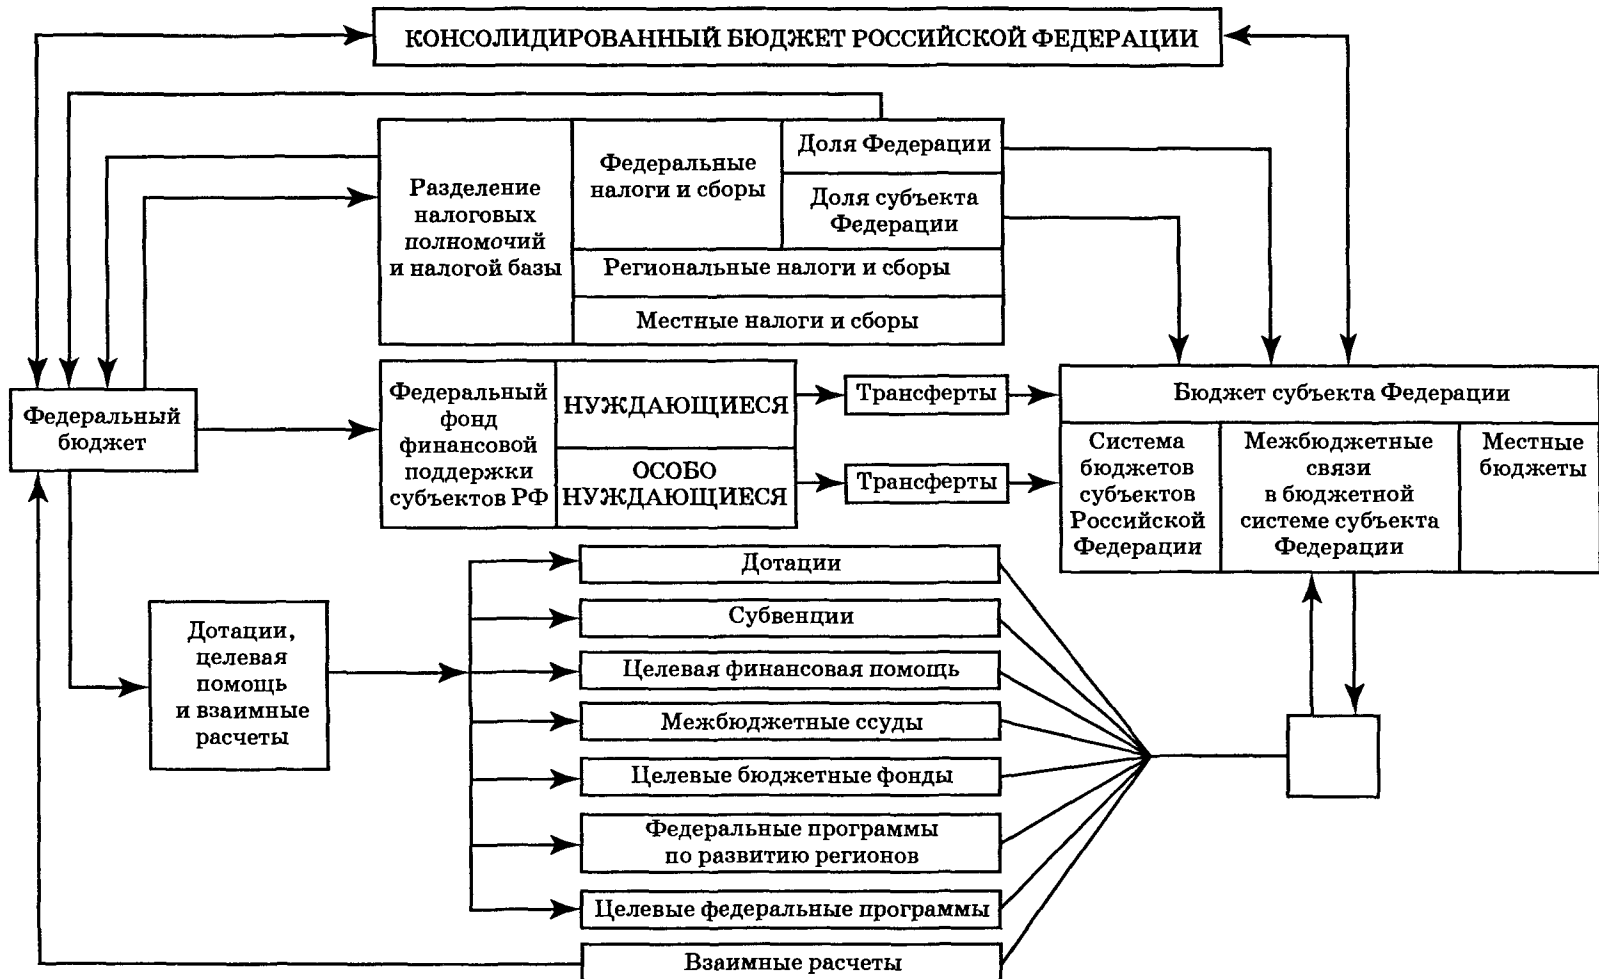 КОНСОЛИДИРОВАННЫЙ БЮДЖЕТ РОССИЙСКОЙ ФЕДЕРАЦИИ
Разделение
налоговых
полномочий
и налогой базы
Федеральные
налоги и сборы
Доля Федерации
Доля субъекта
Федерации
Региональные налоги и сборы
Местные налоги и сборы
Федеральный
бюджет
Федеральный
фонд
финансовой
поддержки
субъектов РФ
НУЖДАЮЩИЕСЯ
ОСОБО
НУЖДАЮЩИЕСЯ
Трансферты
Трансферты
Бюджет субъекта Федерации
Система
бюджетов
субъектов
Российской
Федерации
Межбюджетные
связи
в бюджетной
системе субъекта
Федерации
Местные
бюджеты
Дотации,
целевая
помощь
и взаимные
расчеты
Дотации
Субвенции
Целевая финансовая помощь
Межбюджетные ссуды
Целевые бюджетные фонды
Федеральные программы
по развитию регионов
Целевые федеральные программы
Взаимные расчеты